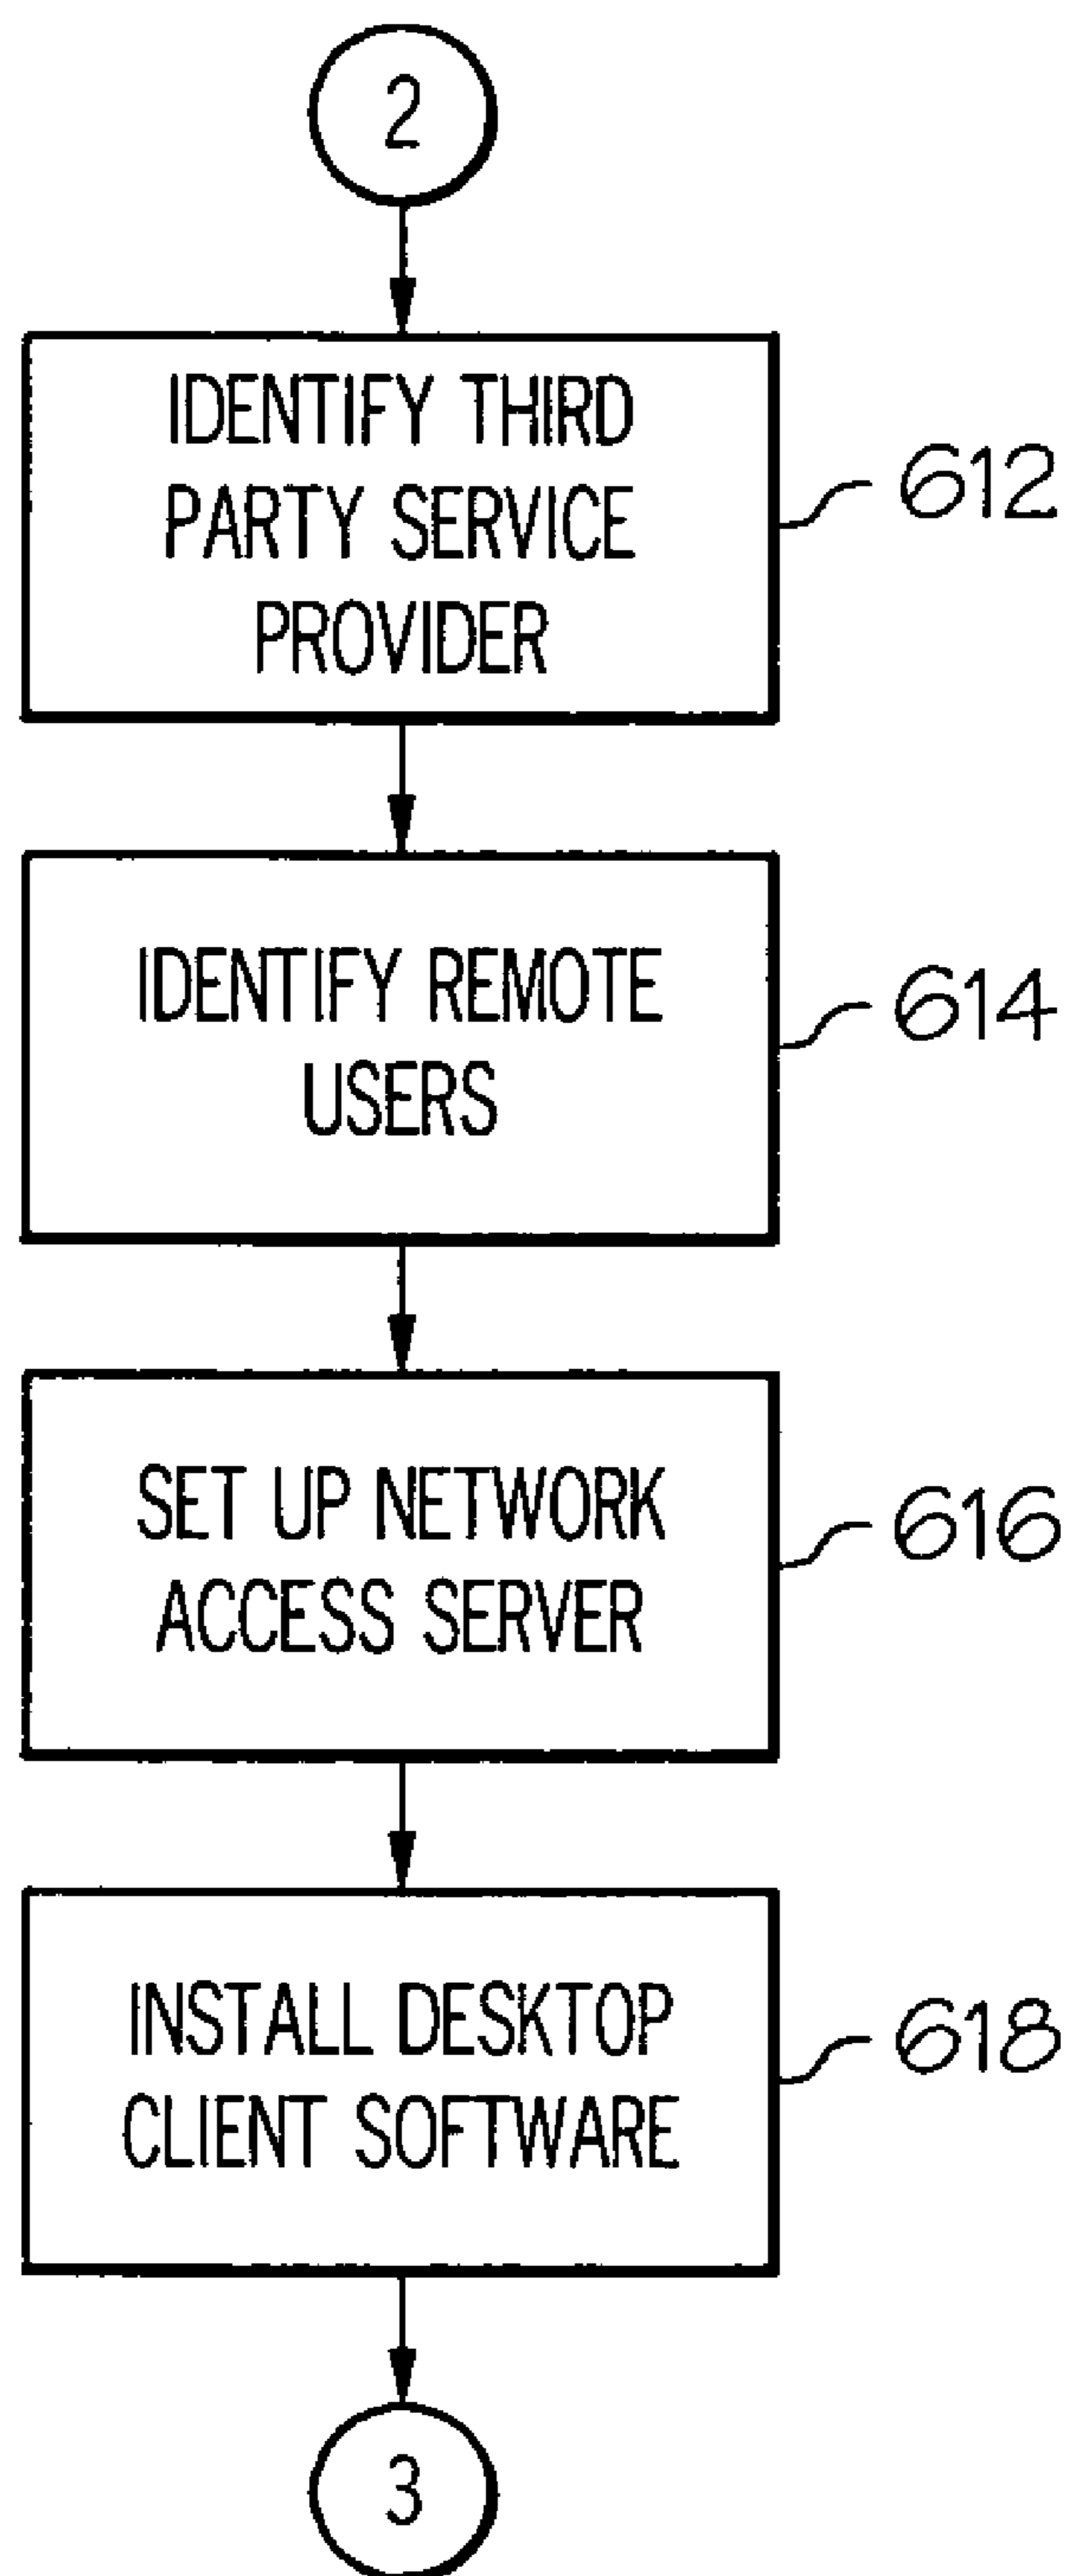 2
IDENTIFY THIRD
PARTY SERVICE
PROVIDER
612
IDENTIFY REMOTE
USERS
614
SET UP NETWORK
ACCESS SERVER
616
INSTALL DESKTOP
CLIENT SOFTWARE
618
3